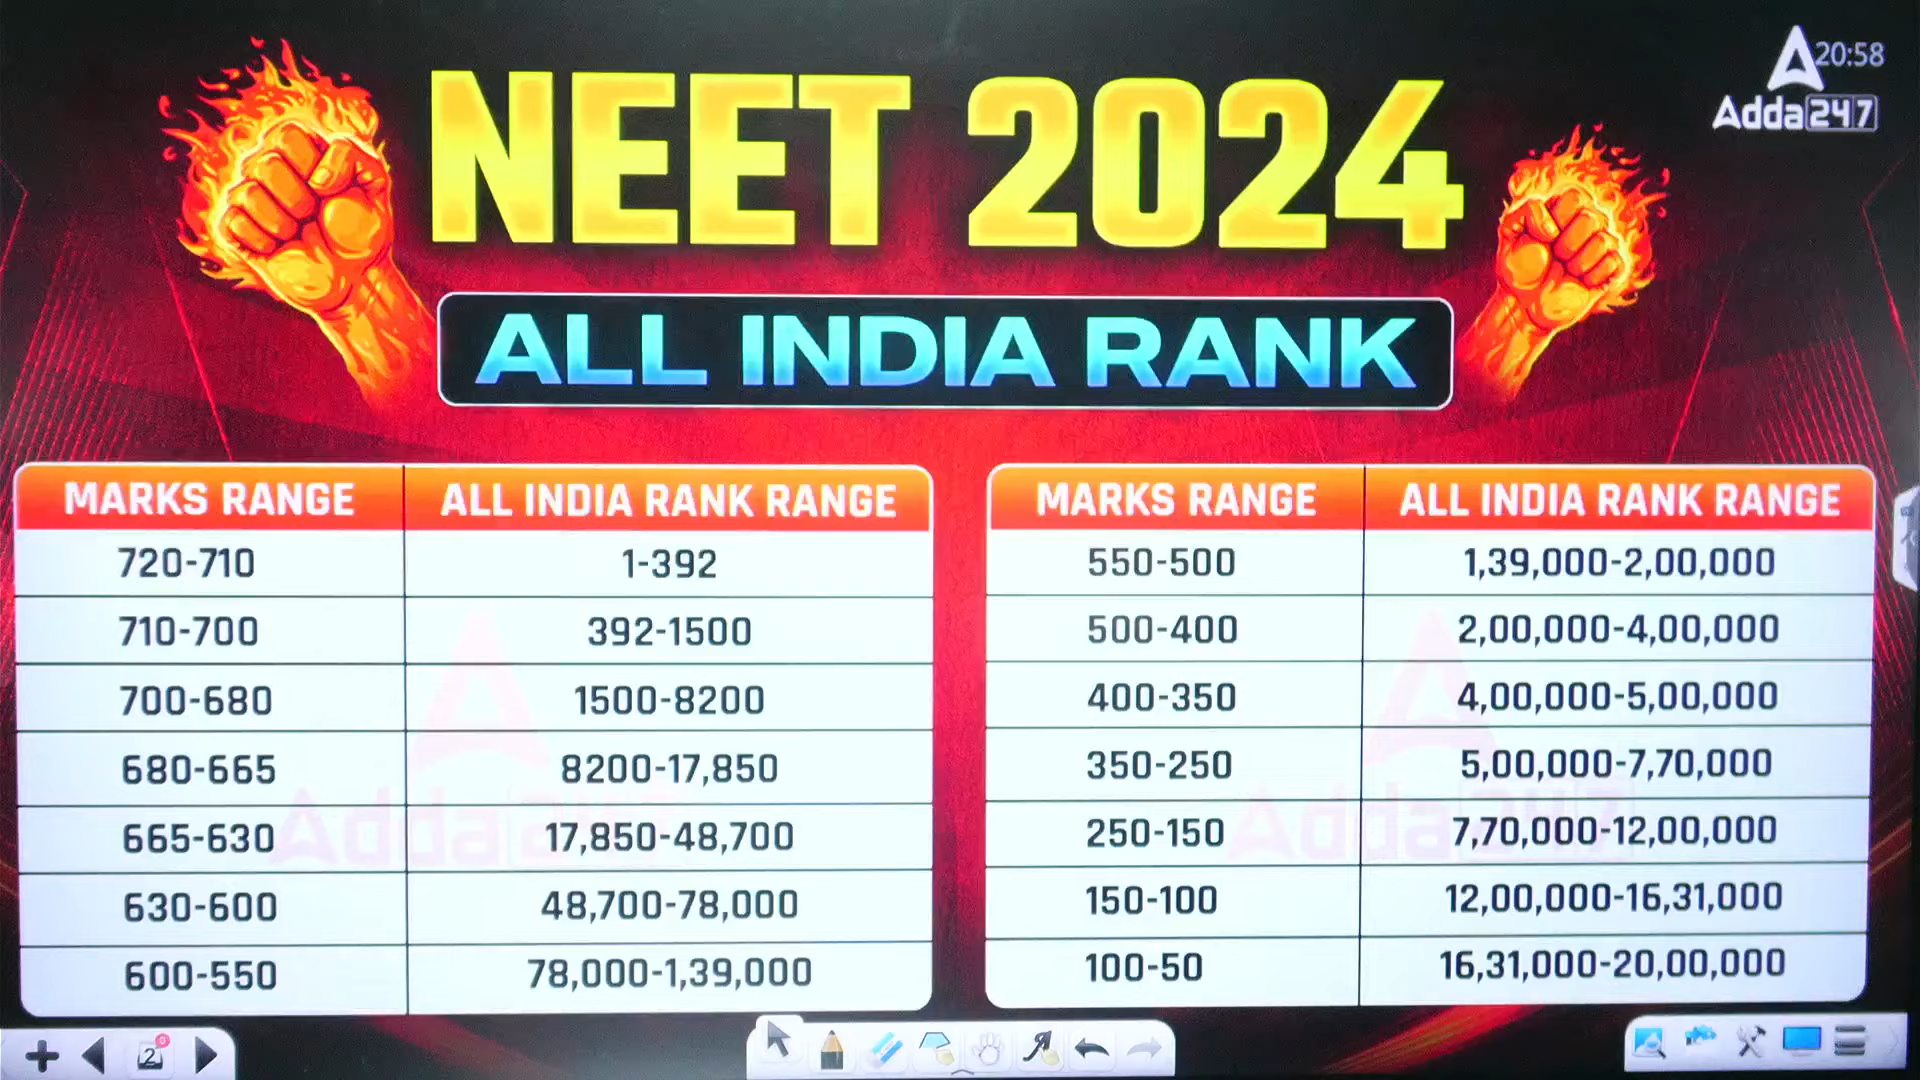 20:58
Adda247
NEET 2024
ALL INDIA RANK
MARKS RANGE ALL INDIA RANK RANGE
720-710 1-392
710-700 392-1500
700-680 1500-8200
680-665 8200-17,850
665-630 17,850-48,700
630-600 48,700-78,000
600-550 78,000-1,39,000
MARKS RANGE ALL INDIA RANK RANGE
550-500 1,39,000-2,00,000
500-400 2,00,000-4,00,000
400-350 4,00,000-5,00,000
350-250 5,00,000-7,70,000
250-150 7,70,000-12,00,000
150-100 12,00,000-16,31,000
100-50 16,31,000-20,00,000
Adda247
Adda247
2
0